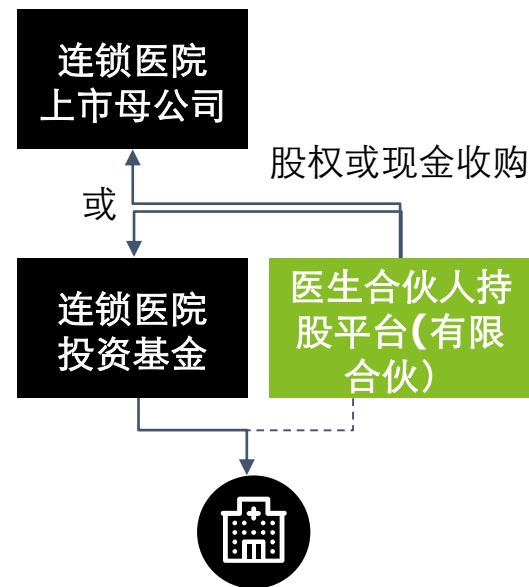 连锁医院
上市母公司
股权或现金收购
或
连锁医院
投资基金
医生合伙人持
股平台(有限
合伙）